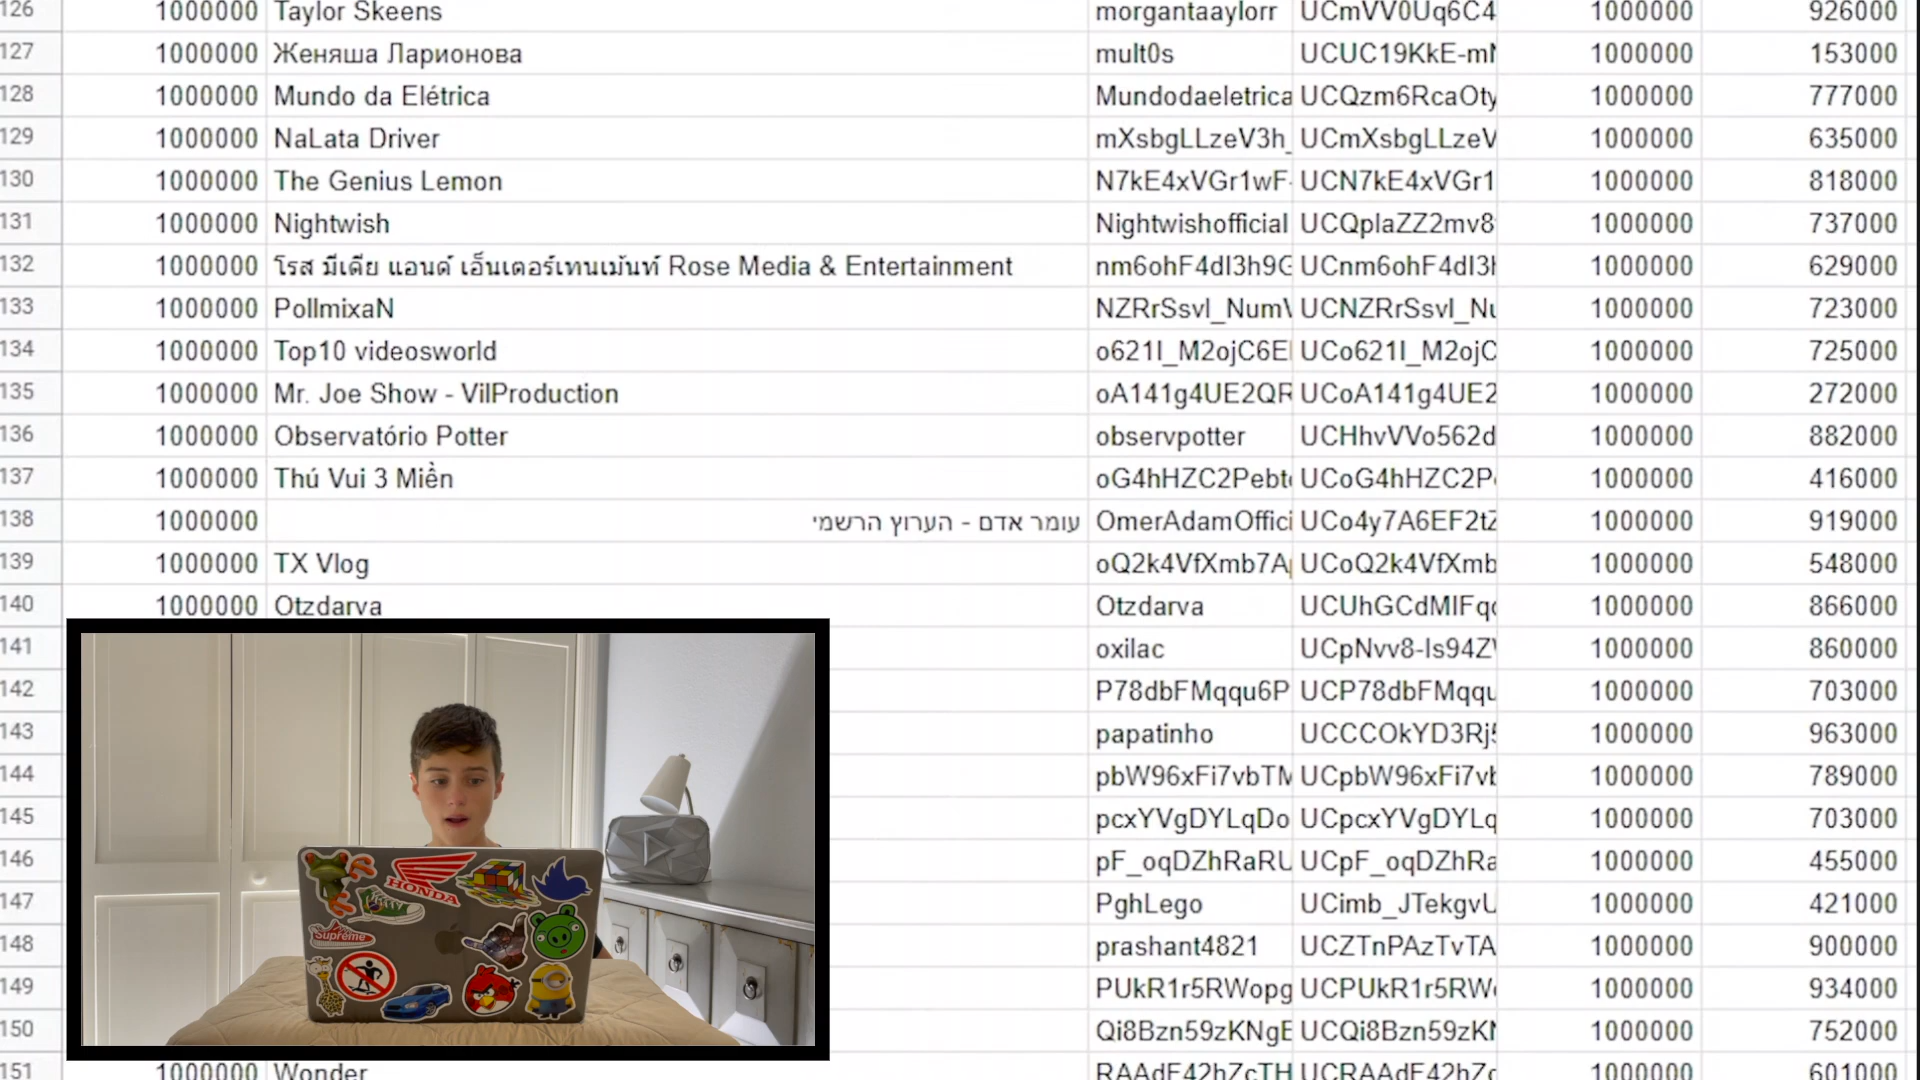 126 1000000 Taylor Skeens morgantaaylorr UCmVV0Uq6C4 1000000 926000
127 1000000 Женяша Ларионова mult0s UCUC19KkE-m 1000000 153000
128 1000000 Mundo da Elétrica Mundodaeletrica UCQzm6RcaOty 1000000 777000
129 1000000 NaLata Driver mXsbgLLzeV3h_ UCmXsbgLLzeV 1000000 635000
130 1000000 The Genius Lemon N7kE4xVGr1wF- UCN7kE4xVGr1 1000000 818000
131 1000000 Nightwish Nightwishofficial UCQplaZZ2mv8 1000000 737000
132 1000000 โรส มีเดีย แอนด์ เอ็นเตอร์เทนเม้นท์ Rose Media & Entertainment nm6ohF4dI3h9G UCnm6ohF4dI3h 1000000 629000
133 1000000 PollmixaN NZRrSsvl_NumV UCNZRrSsvl_Nu 1000000 723000
134 1000000 Top10 videosworld o621I_M2ojC6E UCo621I_M2ojC 1000000 725000
135 1000000 Mr. Joe Show - VilProduction oA141g4UE2QR UCoA141g4UE2 1000000 272000
136 1000000 Observatório Potter observpotter UCHhvVVo562d 1000000 882000
137 1000000 Thú Vui 3 Miền oG4hHZC2Pebt UCoG4hHZC2P 1000000 416000
138 1000000 עומר אדם - הערוץ הרשמי OmerAdamOffici UCo4y7A6EF2tZ 1000000 919000
139 1000000 TX Vlog oQ2k4VfXmb7A UCoQ2k4VfXmb 1000000 548000
140 1000000 Otzdarva Otzdarva UCUhGCdMIFq 1000000 866000
141 oxilac UCpNvv8-Is94Z 1000000 860000
142 P78dbFMqqu6P UCP78dbFMqqu 1000000 703000
143 papatinho UCCCOkYD3Rj 1000000 963000
144 pbW96xFi7vbTM UCpbW96xFi7vb 1000000 789000
145 pcxYVgDYLqDo UCpcxYVgDYLq 1000000 703000
146 pF_oqDZhRaRU UCpF_oqDZhRa 1000000 455000
147 PghLego UCimb_JTekgvU 1000000 421000
148 prashant4821 UCZTnPAzTvTA 1000000 900000
149 PUkR1r5RWopg UCPUkR1r5RW 1000000 934000
150 Qi8Bzn59zKNgE UCQi8Bzn59zK 1000000 752000
151 1000000 Wonder RAAdF42hZcTH UCRAAdF42hZc 1000000 601000
HONDA
Supreme